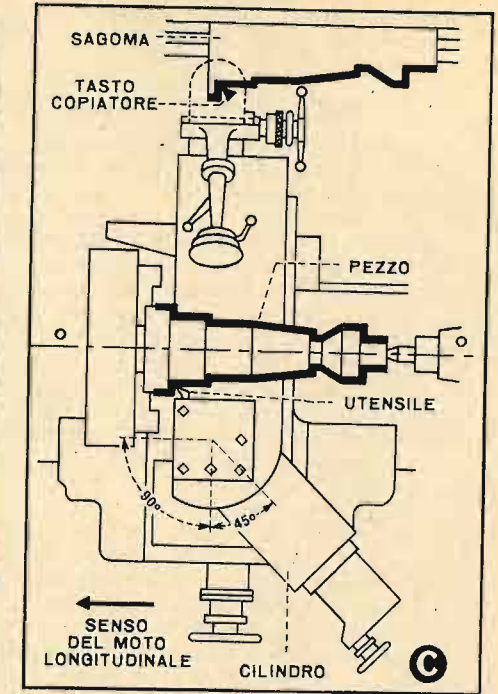 SAGOMA
TASTO
COPIATORE
PEZZO
O
O
UTENSILE
90°
45°
SENSO
DEL MOTO
LONGITUDINALE
CILINDRO
C